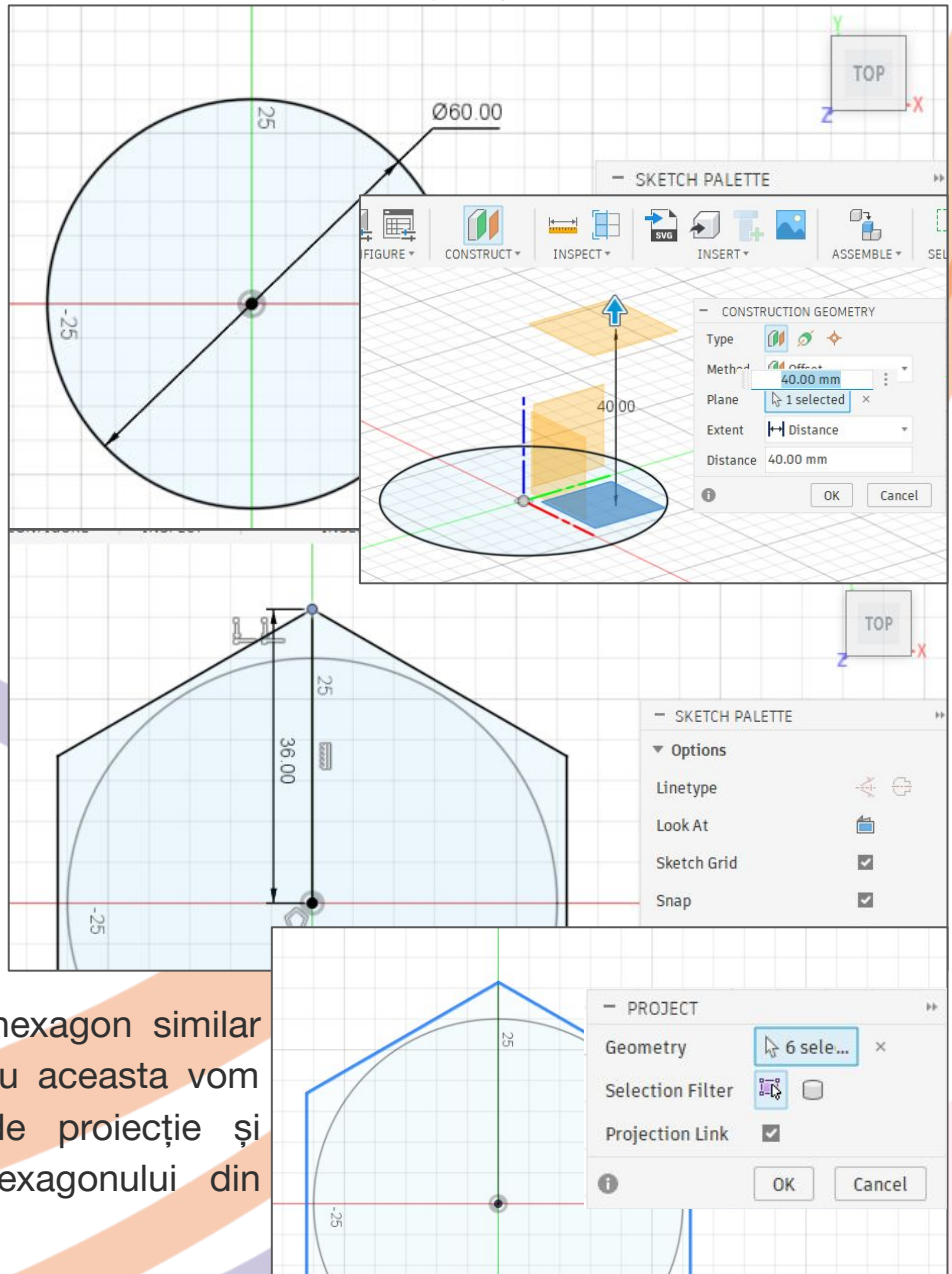 Y
TOP
X
Z
25
Ø60.00
-25
SKETCH PALETTE
CONSTRUCT
INSPECT
INSERT
ASSEMBLE
SVG
CONSTRUCTION GEOMETRY
Type
Method Offset
40.00 mm
Plane 1 selected ×
Extent Distance
Distance 40.00 mm
OK Cancel
40.00
TOP
X
Z
25
36.00
-25
SKETCH PALETTE
Options
Linetype
Look At
Sketch Grid
Snap
hexagon similar
aceasta vom
proiecție și
din
25
-25
PROJECT
Geometry 6 sele... ×
Selection Filter
Projection Link
OK Cancel